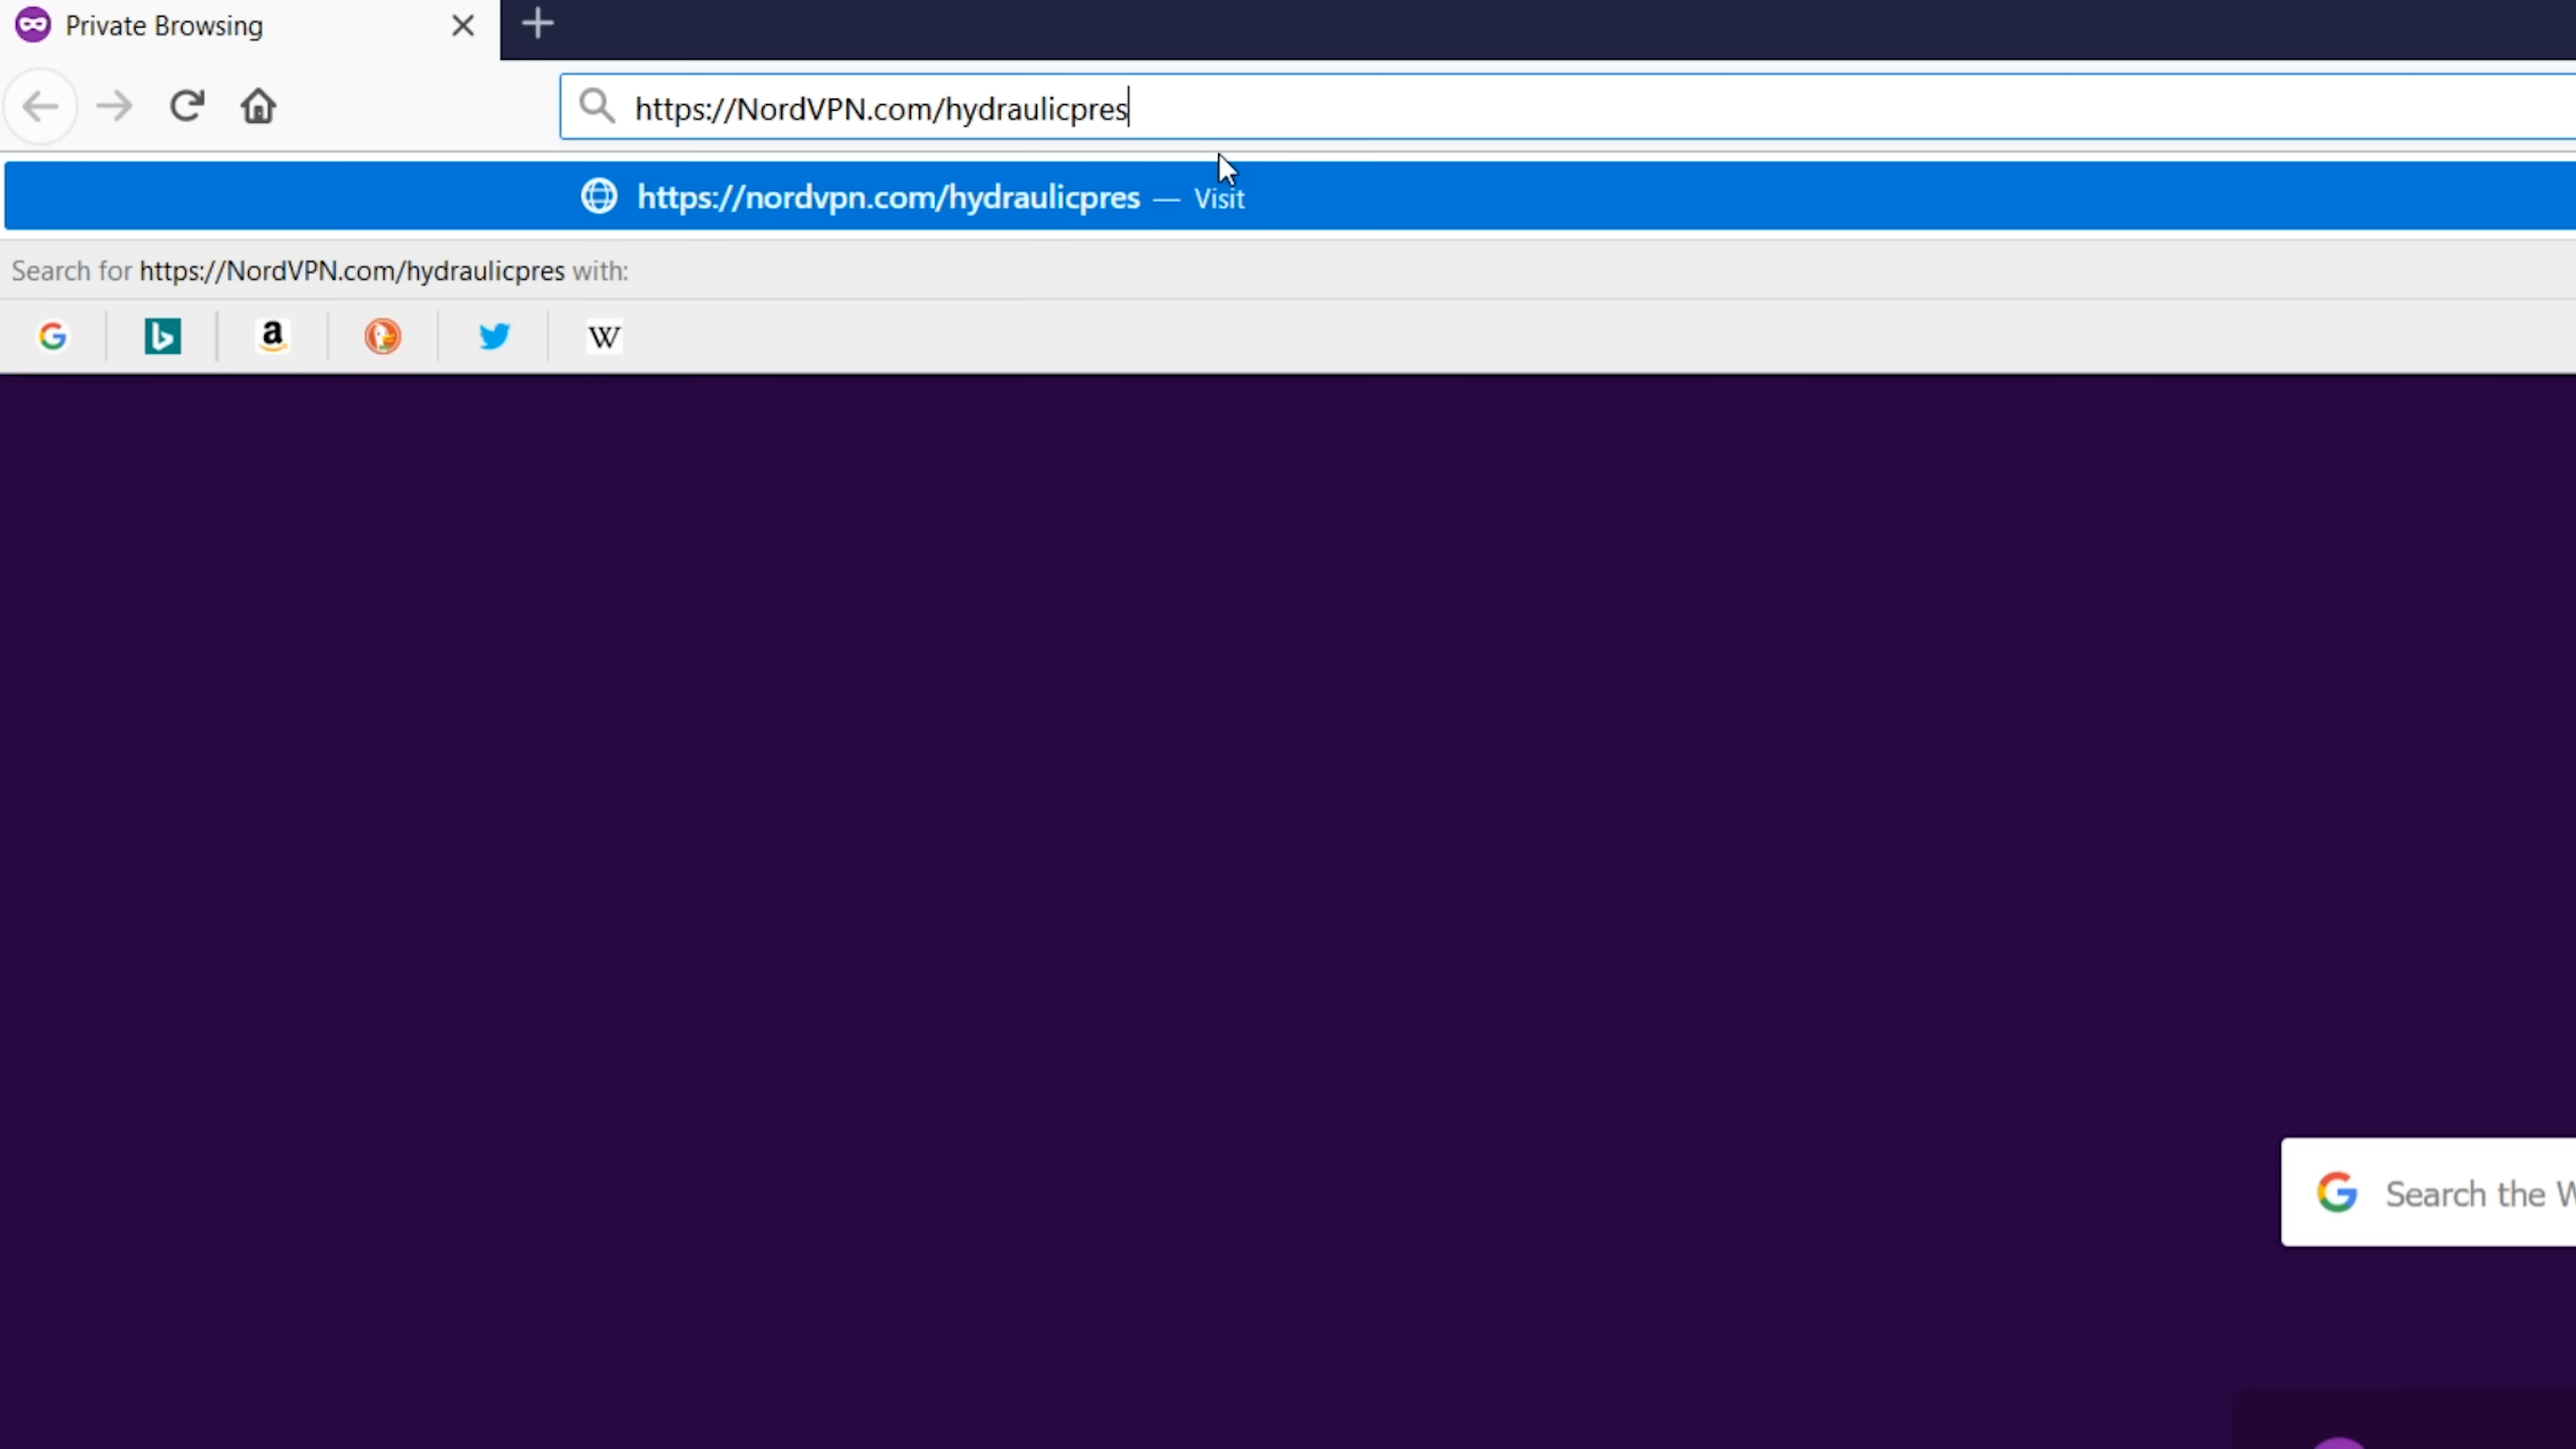 Private Browsing
https://NordVPN.com/hydraulicpres
https://nordvpn.com/hydraulicpres — Visit
Search for https://NordVPN.com/hydraulicpres with:
Search the